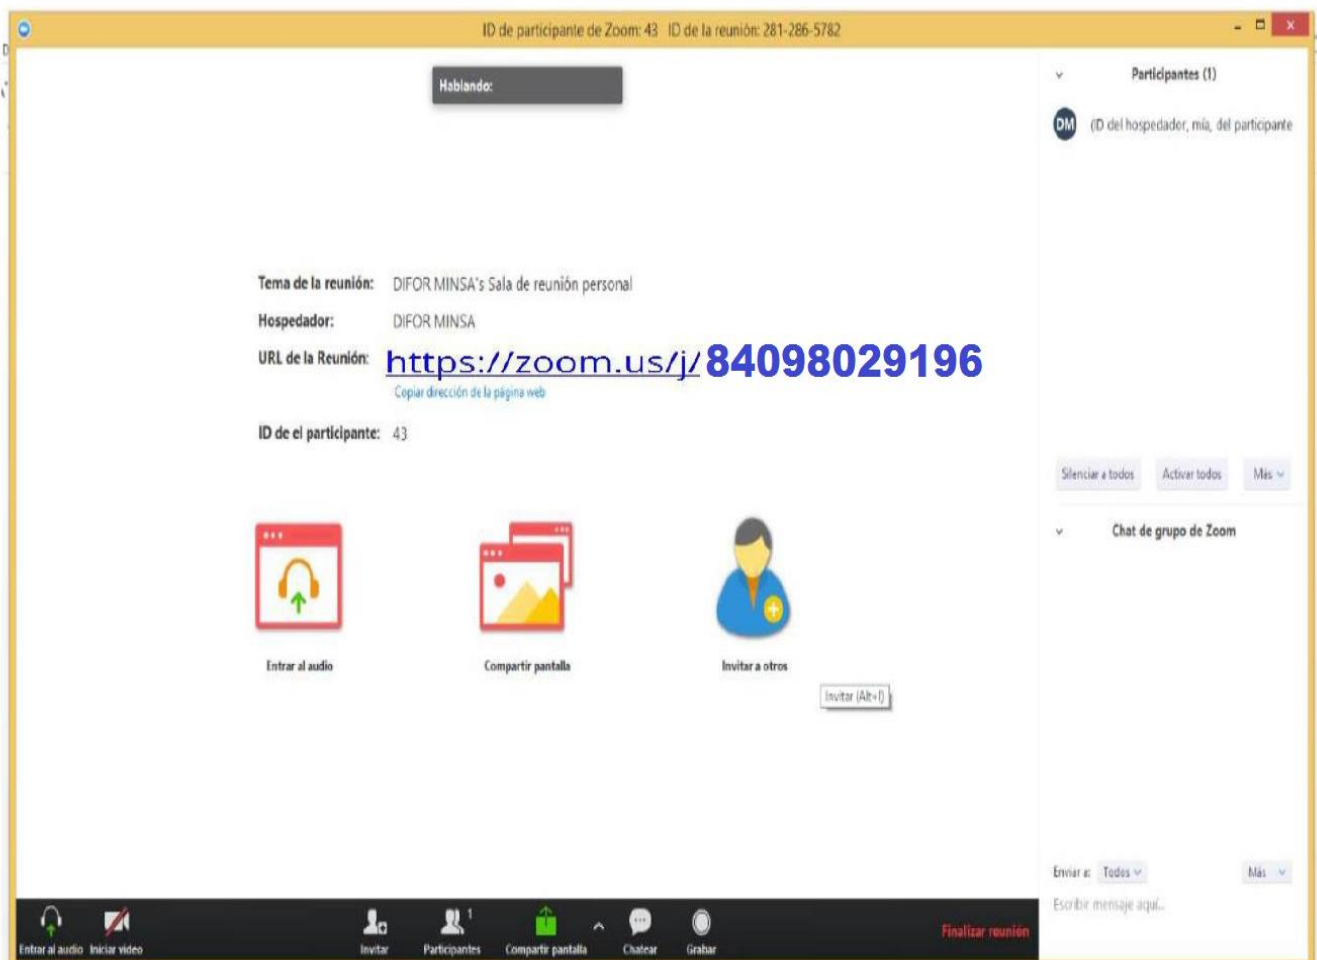 ID de participante de Zoom: 43 ID de la reunión: 281-286-5782
Hablando:
Participantes (1)
DM (ID del hospedador, mía, del participante
Tema de la reunión: DIFOR MINSA's Sala de reunión personal
Hospedador: DIFOR MINSA
URL de la Reunión: https://zoom.us/j/84098029196
Copiar dirección de la página web
ID de el participante: 43
Silenciar a todos Activar todos Más
Chat de grupo de Zoom
Entrar al audio Compartir pantalla Invitar a otros
Invitar (Alt+I)
Enviar a: Todos Más
Escribir mensaje aquí...
1
Finalizar reunión
Entrar al audio Iniciar video Invitar Participantes Compartir pantalla Chatear Grabar